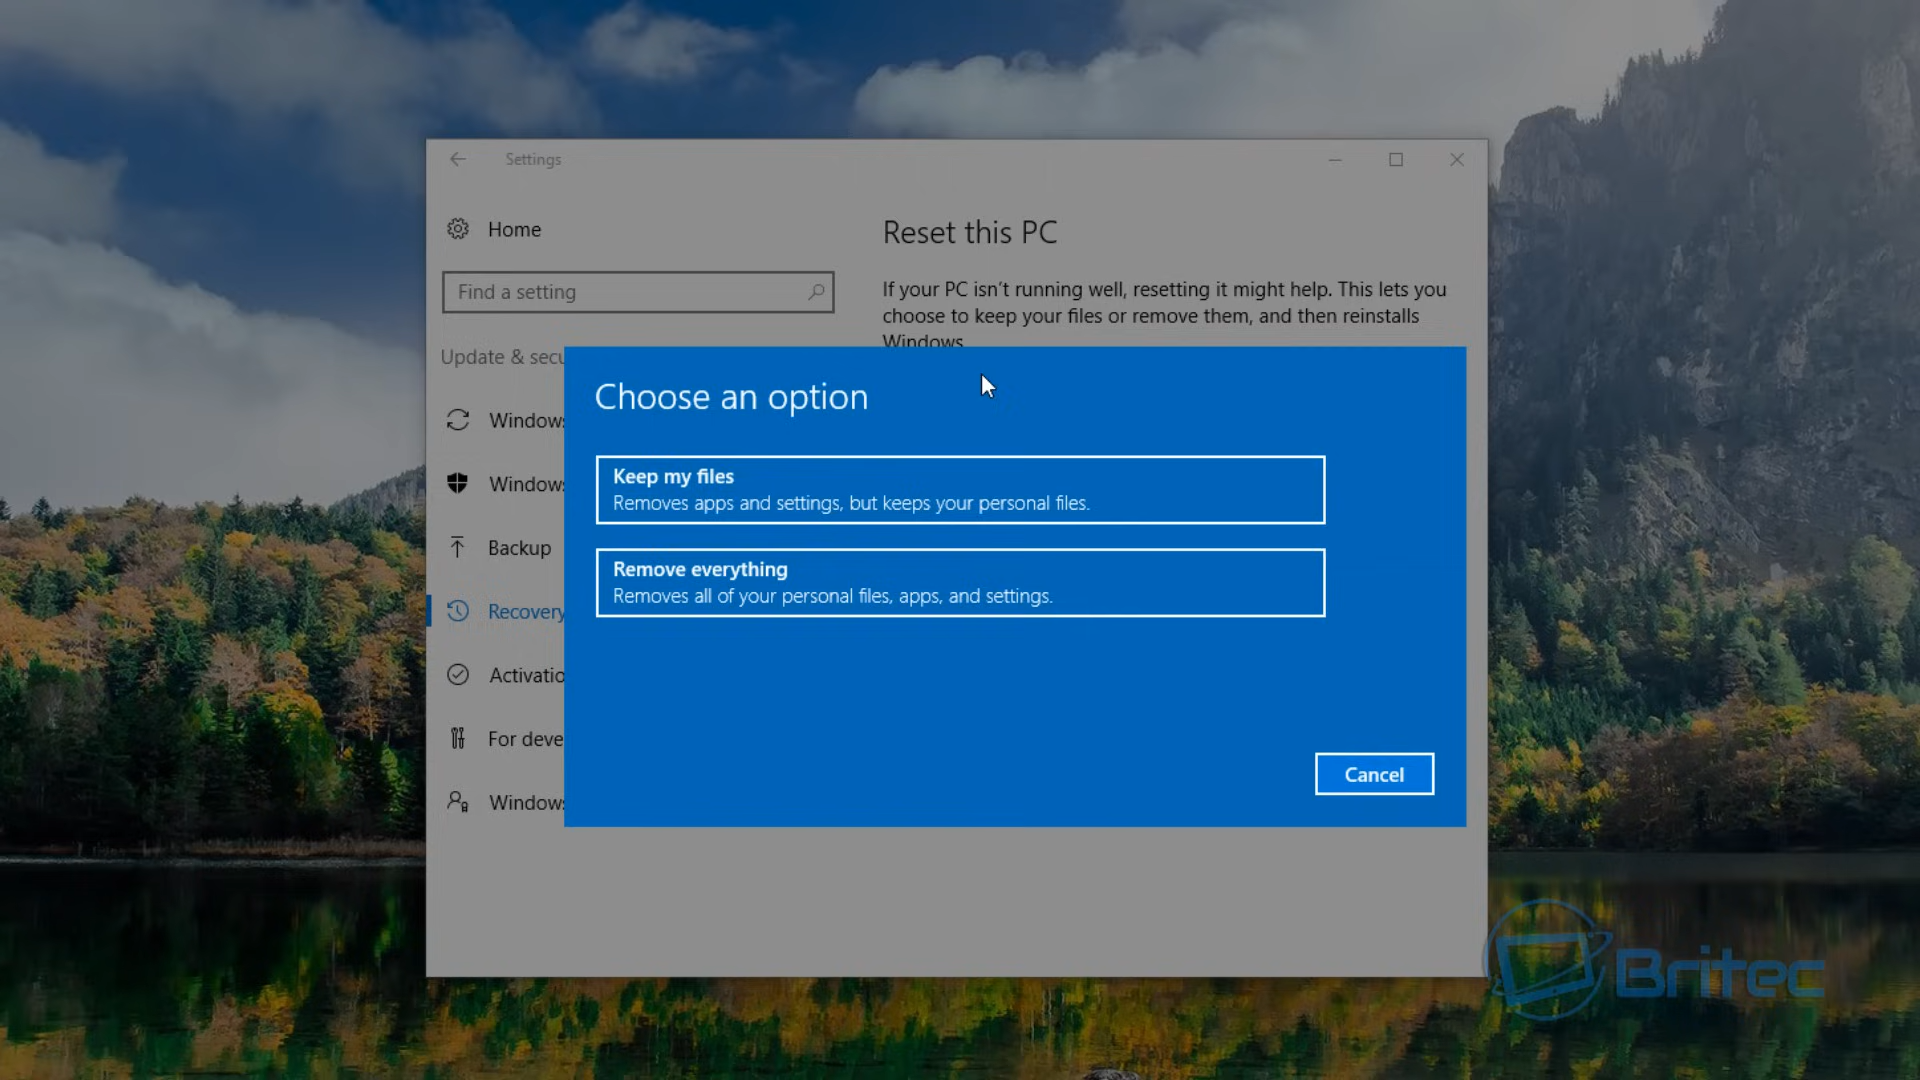 Settings
Home
Find a setting
Update & secu
Windows
Windows
Backup
Recovery
Activatio
For deve
Windows
Reset this PC
If your PC isn't running well, resetting it might help. This lets you
choose to keep your files or remove them, and then reinstalls
Windows.
Choose an option
Keep my files
Removes apps and settings, but keeps your personal files.
Remove everything
Removes all of your personal files, apps, and settings.
Cancel
Britec